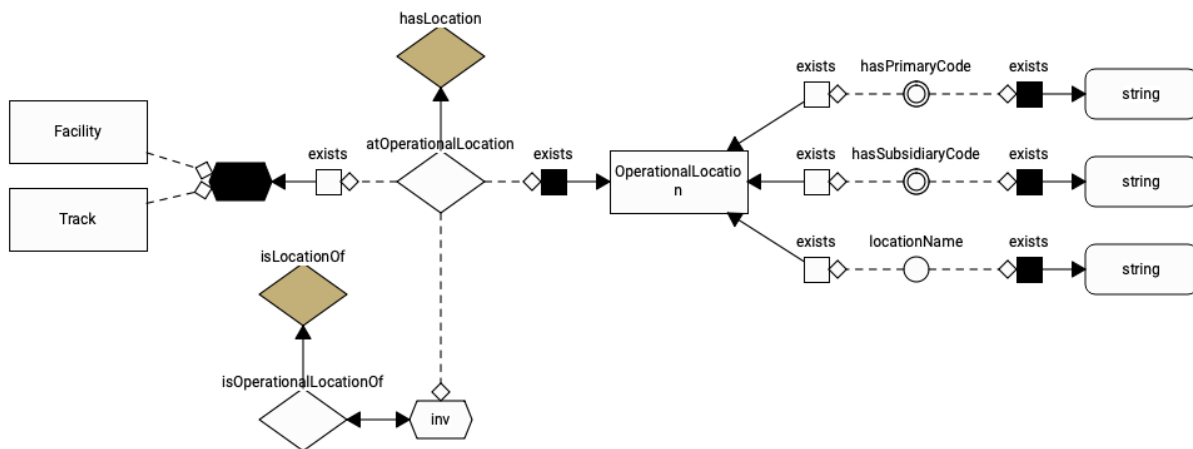 hasLocation
exists
hasPrimaryCode
exists
string
Facility
exists
atOperationalLocation
exists
OperationalLocatio
n
exists
hasSubsidiaryCode
exists
string
Track
exists
locationName
exists
string
isLocationOf
isOperationalLocationOf
inv